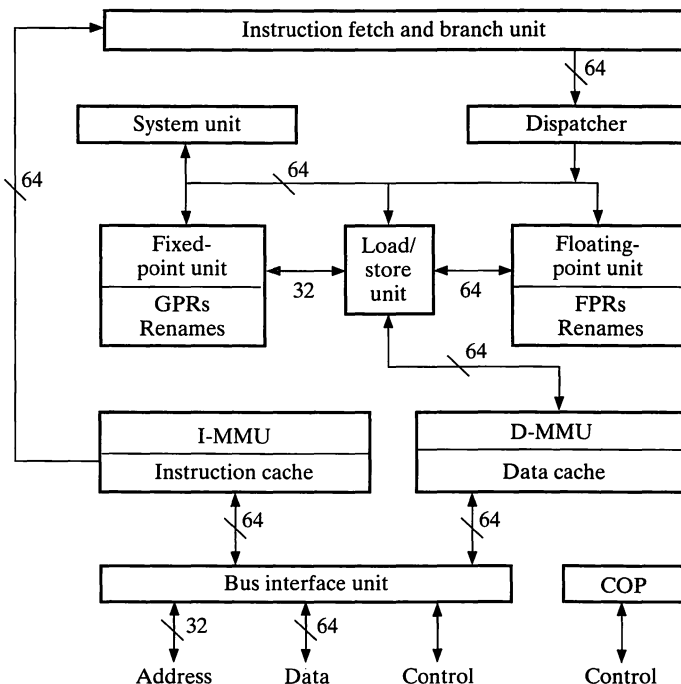 Instruction fetch and branch unit
64
System unit
Dispatcher
64
64
Fixed-
point unit
GPRs
Renames
32
Load/
store
unit
64
Floating-
point unit
FPRs
Renames
64
I-MMU
Instruction cache
D-MMU
Data cache
64
64
Bus interface unit
COP
32
64
Address
Data
Control
Control